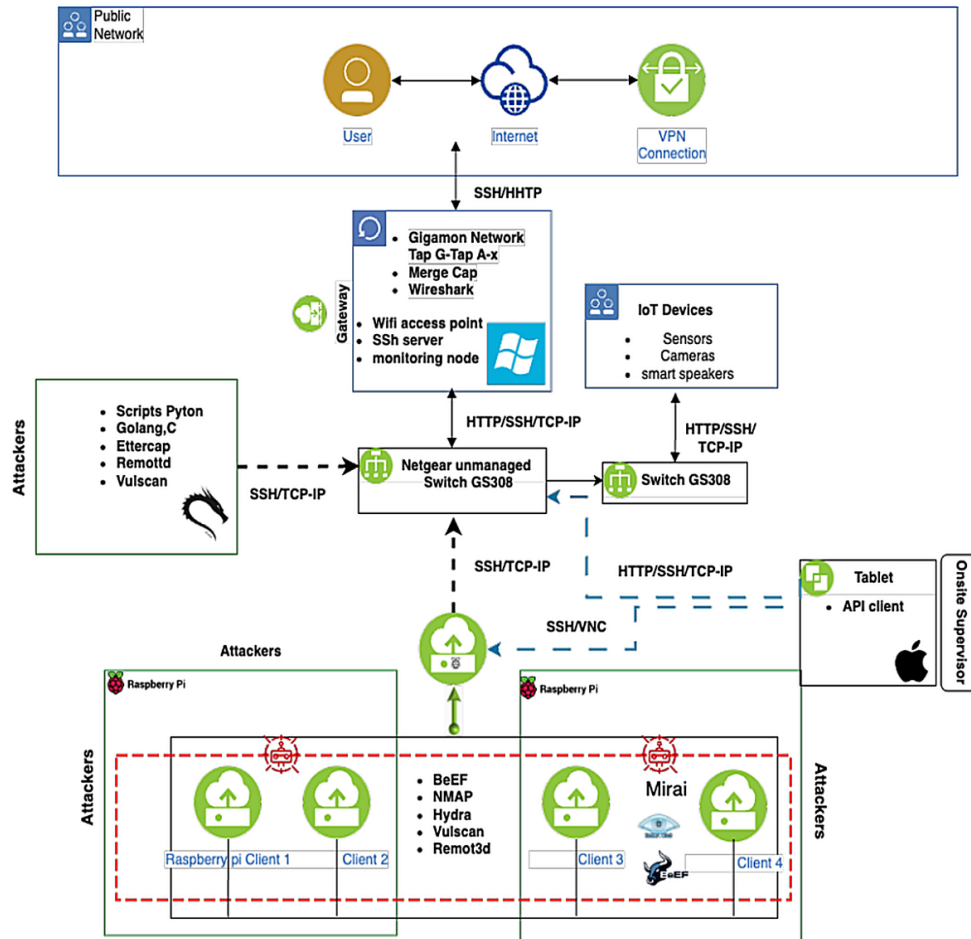 Public
Network
User
Internet
VPN
Connection
SSH/HHTP
Gigamon Network
Tap G-Tap A-x
Merge Cap
Wireshark
Gateway
Wifi access point
SSh server
monitoring node
IoT Devices
Sensors
Cameras
smart speakers
Attackers
Scripts Pyton
Golang,C
Ettercap
Remottd
Vulscan
HTTP/SSH/TCP-IP
HTTP/SSH/
TCP-IP
SSH/TCP-IP
Netgear unmanaged
Switch GS308
Switch GS308
SSH/TCP-IP
HTTP/SSH/TCP-IP
Tablet
API client
Onsite Supervisor
SSH/VNC
Attackers
Raspberry Pi
Raspberry Pi
Attackers
BeEF
NMAP
Hydra
Vulscan
Remot3d
Mirai
BeEF
Attackers
Raspberry pi Client 1
Client 2
Client 3
Client 4